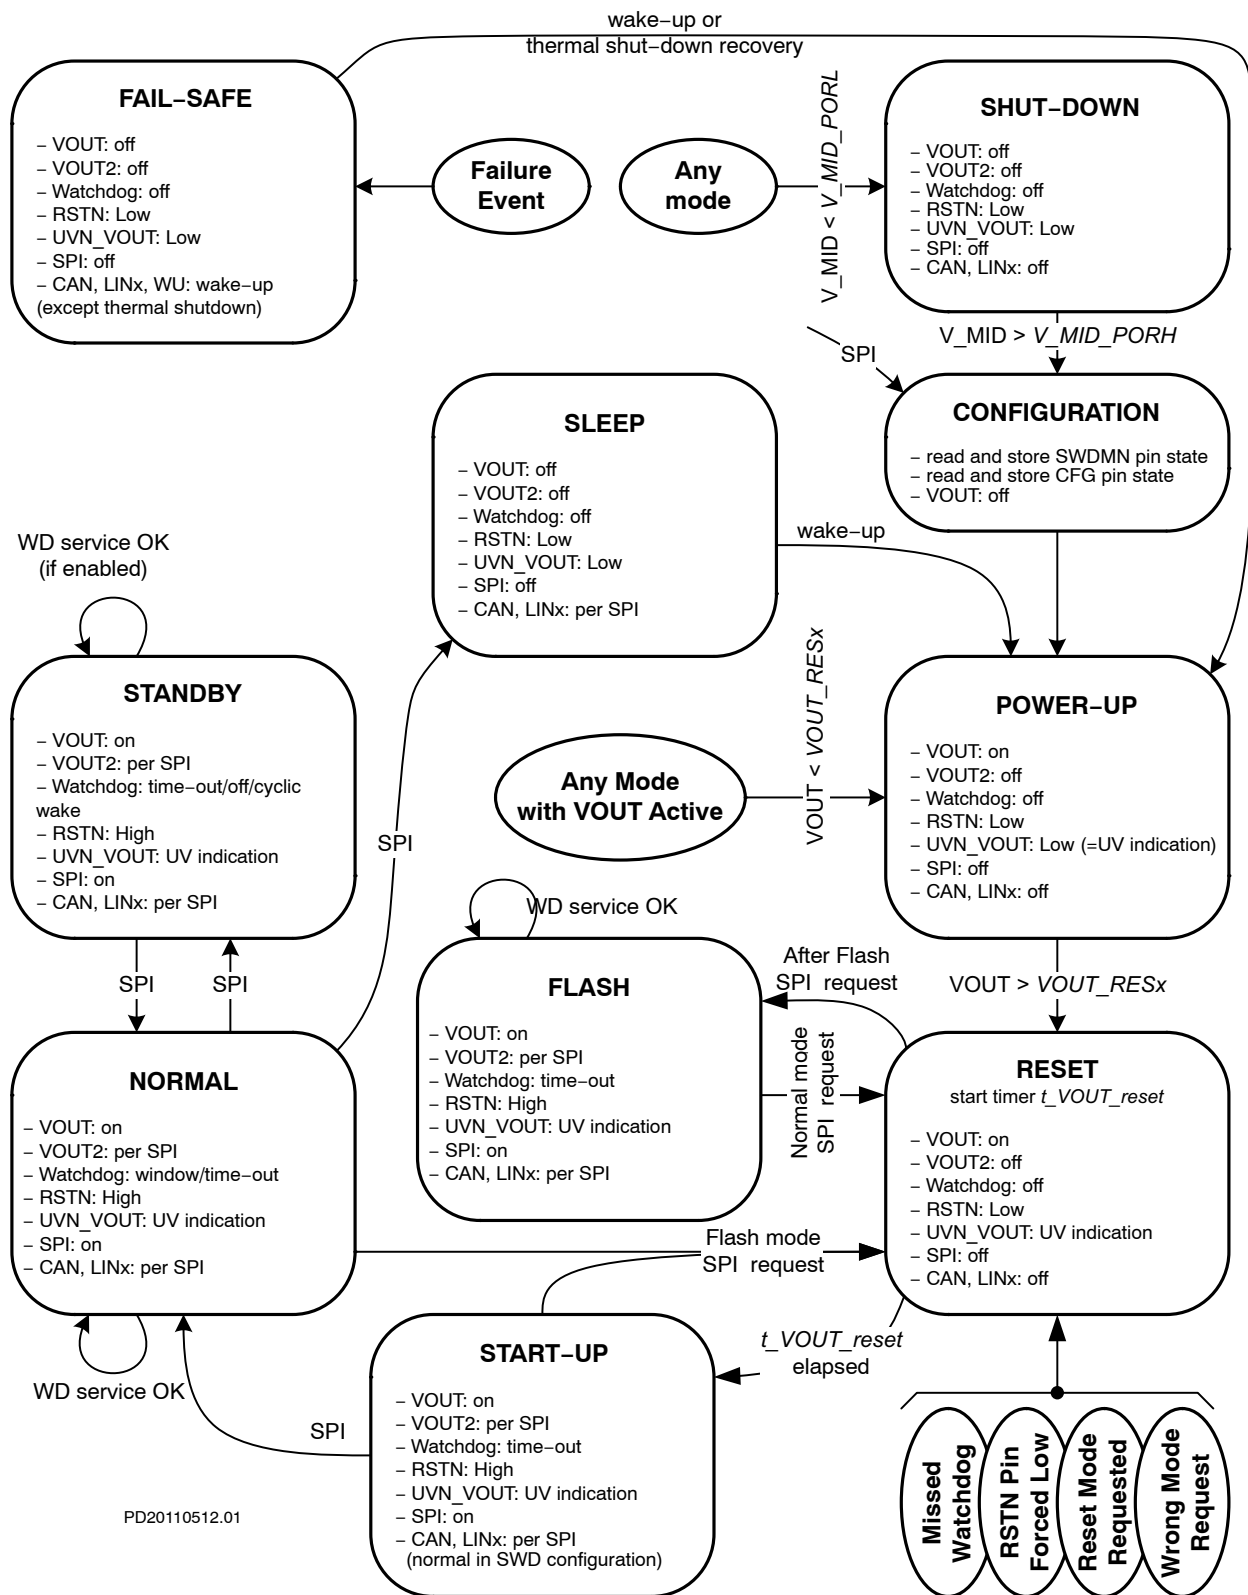 wake−up or
thermal shut−down recovery
FAIL−SAFE
− VOUT: off
− VOUT2: off
− Watchdog: off
− RSTN: Low
− UVN_VOUT: Low
− SPI: off
− CAN, LINx, WU: wake−up
(except thermal shutdown)
Failure
Event
Any
mode
V_MID < V_MID_PORL
SHUT−DOWN
− VOUT: off
− VOUT2: off
− Watchdog: off
− RSTN: Low
− UVN_VOUT: Low
− SPI: off
− CAN, LINx: off
V_MID > V_MID_PORH
SPI
CONFIGURATION
− read and store SWDMN pin state
− read and store CFG pin state
− VOUT: off
SLEEP
− VOUT: off
− VOUT2: off
− Watchdog: off
− RSTN: Low
− UVN_VOUT: Low
− SPI: off
− CAN, LINx: per SPI
wake−up
WD service OK
(if enabled)
STANDBY
− VOUT: on
− VOUT2: per SPI
− Watchdog: time−out/off/cyclic
wake
− RSTN: High
− UVN_VOUT: UV indication
− SPI: on
− CAN, LINx: per SPI
SPI
Any Mode
with VOUT Active
VOUT < VOUT_RESx
POWER−UP
− VOUT: on
− VOUT2: off
− Watchdog: off
− RSTN: Low
− UVN_VOUT: Low (=UV indication)
− SPI: off
− CAN, LINx: off
SPI
SPI
WD service OK
FLASH
− VOUT: on
− VOUT2: per SPI
− Watchdog: time−out
− RSTN: High
− UVN_VOUT: UV indication
− SPI: on
− CAN, LINx: per SPI
After Flash
SPI request
Normal mode
SPI request
VOUT > VOUT_RESx
NORMAL
− VOUT: on
− VOUT2: per SPI
− Watchdog: window/time−out
− RSTN: High
− UVN_VOUT: UV indication
− SPI: on
− CAN, LINx: per SPI
RESET
start timer t_VOUT_reset
− VOUT: on
− VOUT2: off
− Watchdog: off
− RSTN: Low
− UVN_VOUT: UV indication
− SPI: off
− CAN, LINx: off
Flash mode
SPI request
WD service OK
SPI
START−UP
− VOUT: on
− VOUT2: per SPI
− Watchdog: time−out
− RSTN: High
− UVN_VOUT: UV indication
− SPI: on
− CAN, LINx: per SPI
(normal in SWD configuration)
t_VOUT_reset
elapsed
Missed
Watchdog
RSTN Pin
Forced Low
Reset Mode
Requested
Wrong Mode
Request
PD20110512.01